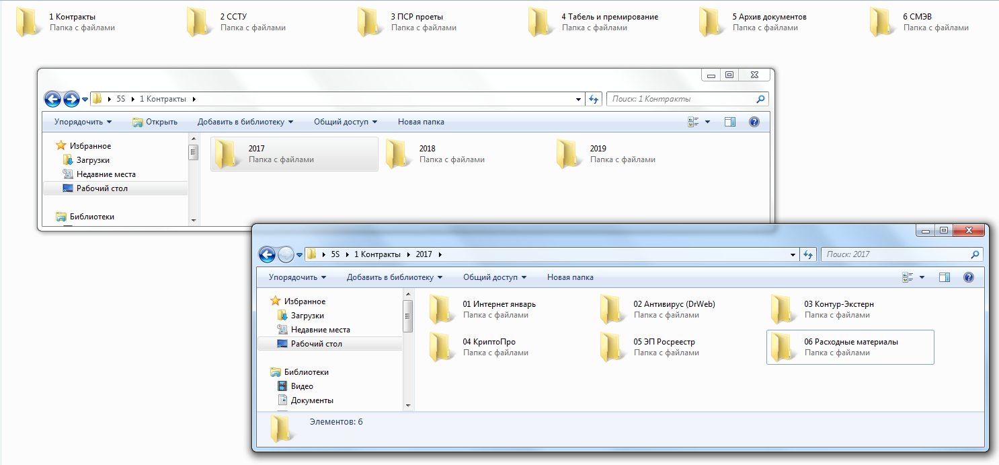 1 Контракты
Папка с файлами
2 ССТУ
Папка с файлами
3 ПСР проеты
Папка с файлами
4 Табель и премирование
Папка с файлами
5 Архив документов
Папка с файлами
6 СМЭВ
Папка с файлами
5S 1 Контракты
Поиск: 1 Контракты
Упорядочить Открыть Добавить в библиотеку Общий доступ Новая папка
Избранное
Загрузки
Недавние места
Рабочий стол
Библиотеки
2017
Папка с файлами
2018
Папка с файлами
2019
Папка с файлами
5S 1 Контракты 2017
Поиск: 2017
Упорядочить Добавить в библиотеку Общий доступ Новая папка
Избранное
Загрузки
Недавние места
Рабочий стол
Библиотеки
Видео
Документы
01 Интернет январь
Папка с файлами
02 Антивирус (DrWeb)
Папка с файлами
03 Контур-Экстерн
Папка с файлами
04 КриптоПро
Папка с файлами
05 ЭП Росреестр
Папка с файлами
06 Расходные материалы
Папка с файлами
Элементов: 6